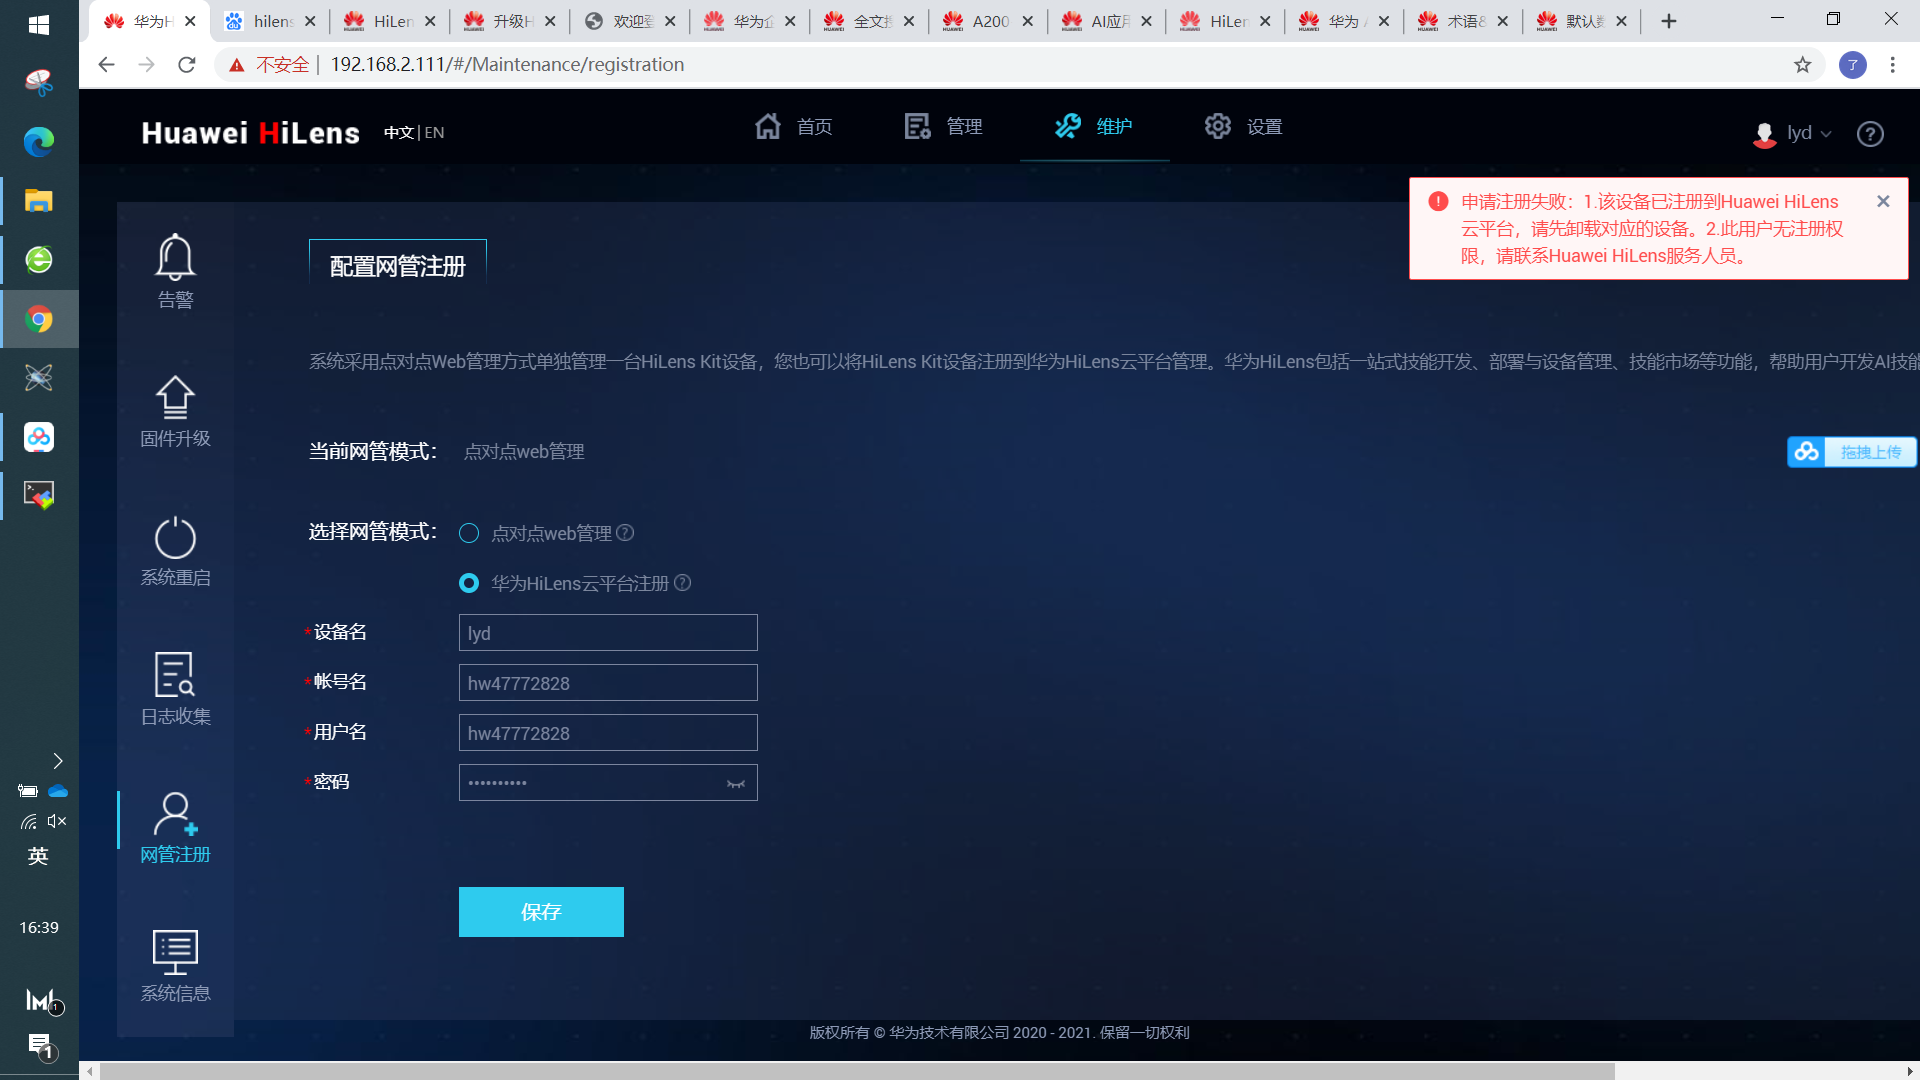 华为H
hilens
HiLen
升级H
欢迎登
华为企
全文搜
A200
AI应用
HiLen
华为 A
术语&
默认数
不安全 | 192.168.2.111/#/Maintenance/registration
了
Huawei HiLens 中文|EN
首页
管理
维护
设置
lyd
申请注册失败：1.该设备已注册到Huawei HiLens
云平台，请先卸载对应的设备。2.此用户无注册权
限，请联系Huawei HiLens服务人员。
告警
固件升级
系统重启
日志收集
网管注册
系统信息
配置网管注册
系统采用点对点Web管理方式单独管理一台HiLens Kit设备，您也可以将HiLens Kit设备注册到华为HiLens云平台管理。华为HiLens包括一站式技能开发、部署与设备管理、技能市场等功能，帮助用户开发AI技能
当前网管模式： 点对点web管理
拖拽上传
选择网管模式： 点对点web管理 ?
华为HiLens云平台注册 ?
*设备名 lyd
*帐号名 hw47772828
*用户名 hw47772828
*密码 ••••••••••
保存
版权所有 © 华为技术有限公司 2020 - 2021. 保留一切权利
英
16:39
1
1